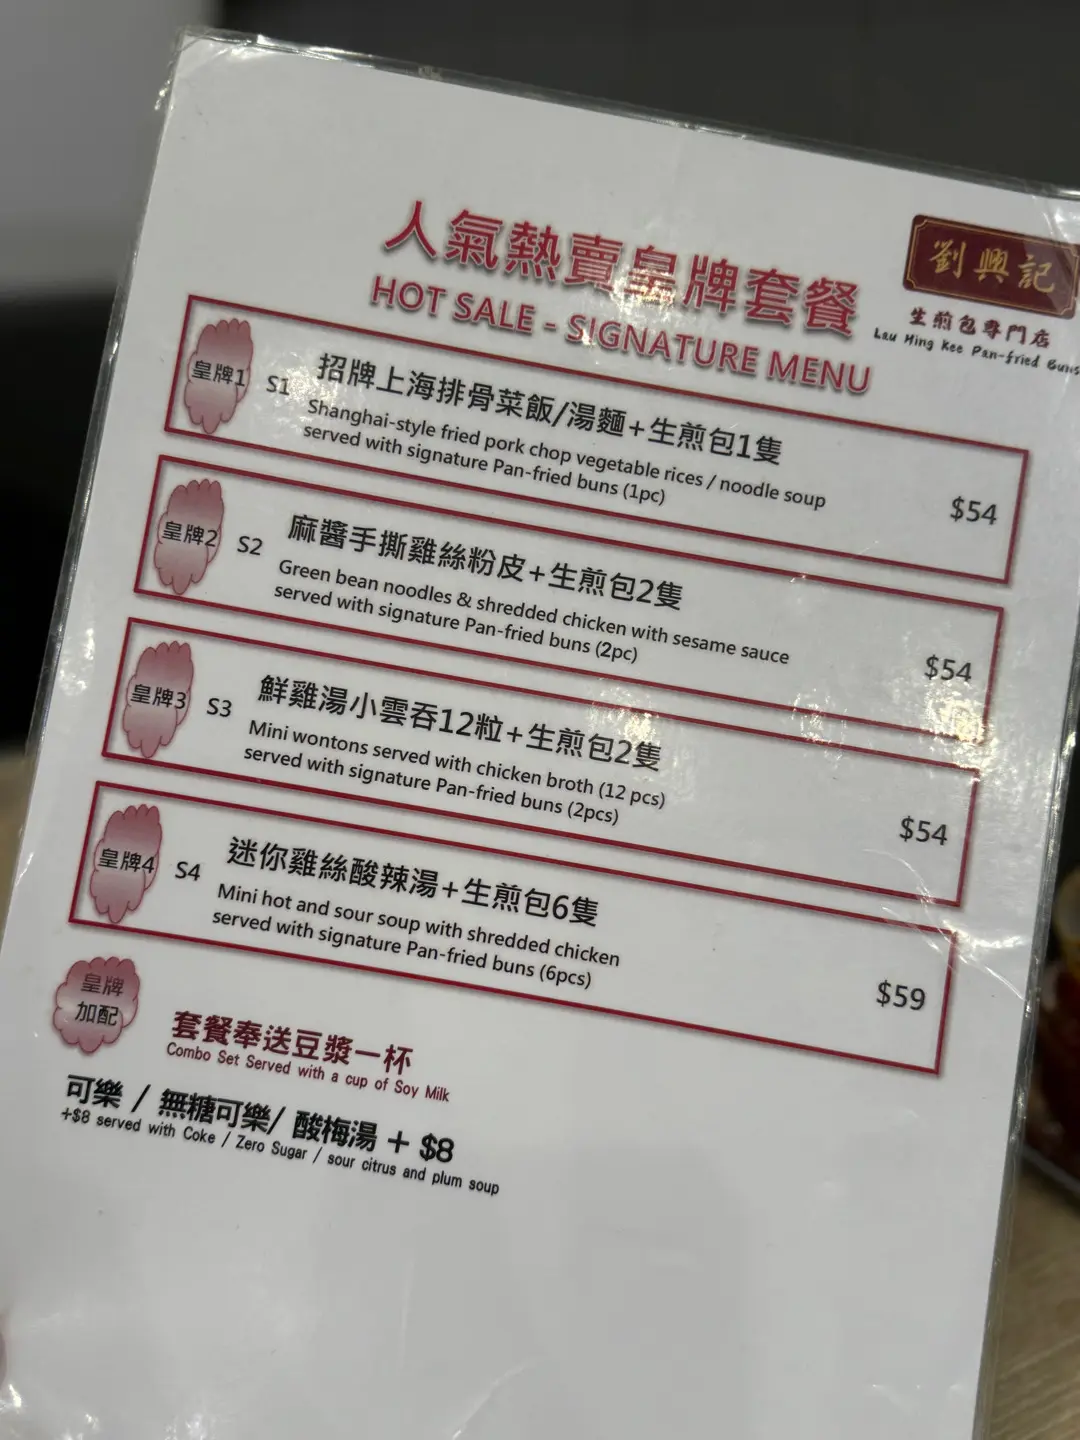 人氣熱賣皇牌套餐
HOT SALE - SIGNATURE MENU
劉興記
生煎包專門店
Lau Hing Kee Pan-fried Buns
皇牌1
S1
招牌上海排骨菜飯/湯麵+生煎包1隻
Shanghai-style fried pork chop vegetable rices / noodle soup
served with signature Pan-fried buns (1pc)
$54
皇牌2
S2
麻醬手撕雞絲粉皮+生煎包2隻
Green bean noodles & shredded chicken with sesame sauce
served with signature Pan-fried buns (2pc)
$54
皇牌3
S3
鮮雞湯小雲吞12粒+生煎包2隻
Mini wontons served with chicken broth (12 pcs)
served with signature Pan-fried buns (2pcs)
$54
皇牌4
S4
迷你雞絲酸辣湯+生煎包6隻
Mini hot and sour soup with shredded chicken
served with signature Pan-fried buns (6pcs)
$59
皇牌
加配
套餐奉送豆漿一杯
Combo Set Served with a cup of Soy Milk
可樂 / 無糖可樂/ 酸梅湯 + $8
+$8 served with Coke / Zero Sugar / sour citrus and plum soup